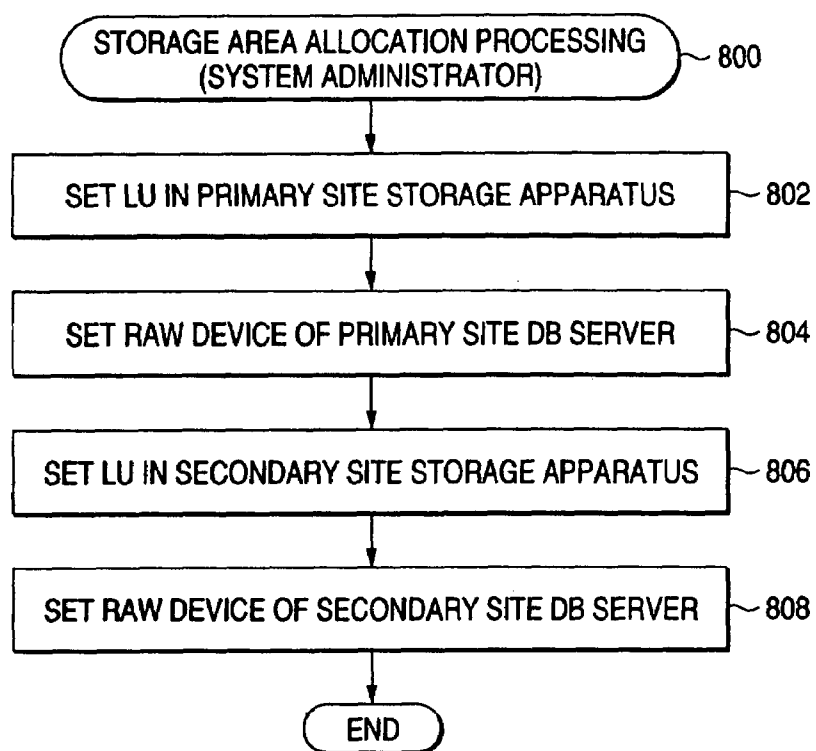 STORAGE AREA ALLOCATION PROCESSING
(SYSTEM ADMINISTRATOR)
800
SET LU IN PRIMARY SITE STORAGE APPARATUS
802
SET RAW DEVICE OF PRIMARY SITE DB SERVER
804
SET LU IN SECONDARY SITE STORAGE APPARATUS
806
SET RAW DEVICE OF SECONDARY SITE DB SERVER
808
END